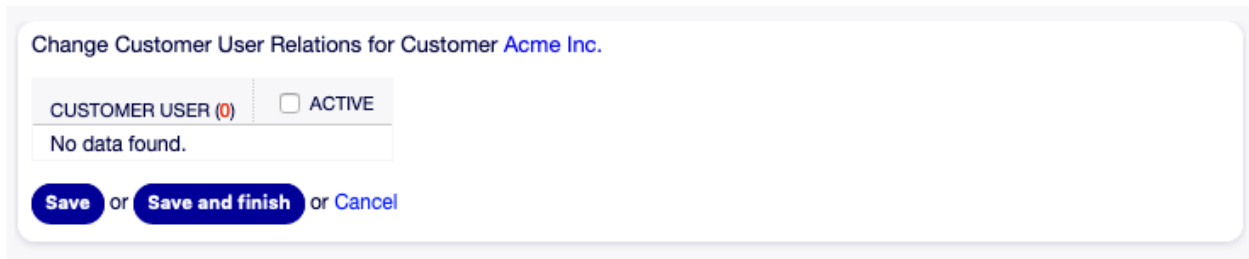 Change Customer User Relations for Customer Acme Inc.
CUSTOMER USER (0) ACTIVE
No data found.
Save or Save and finish or Cancel